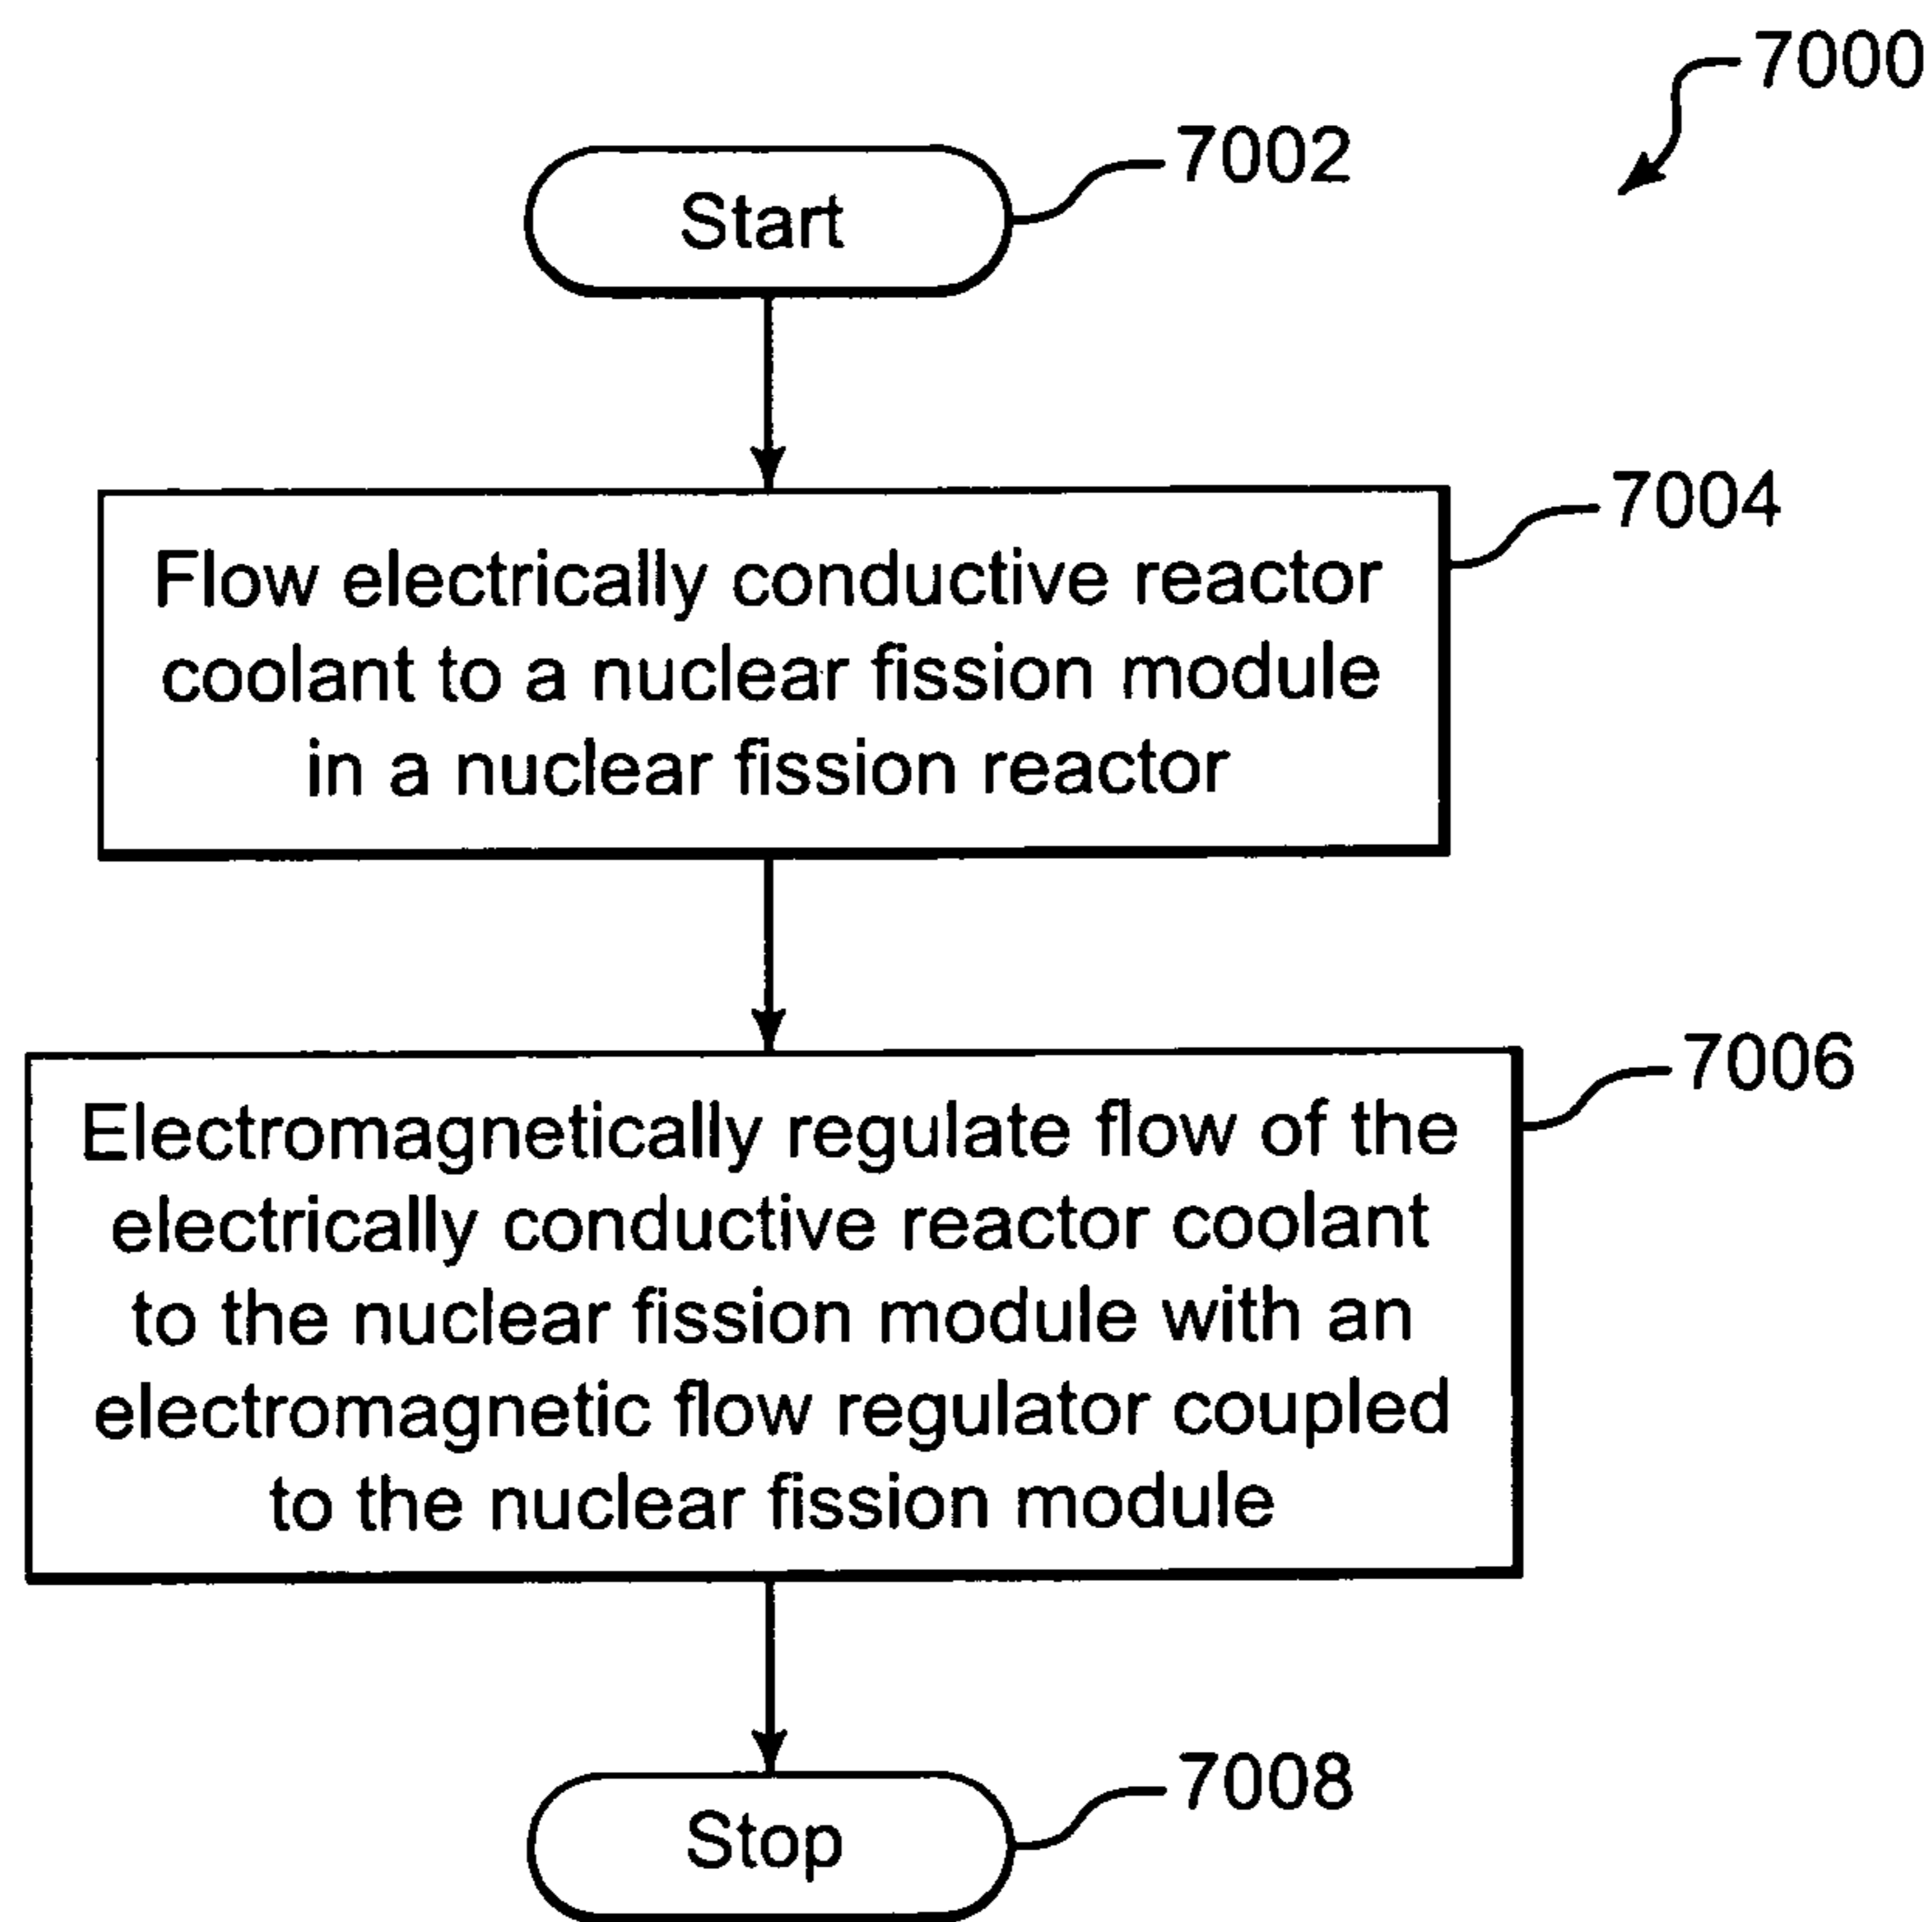 7000
7002
Start
7004
Flow electrically conductive reactor
coolant to a nuclear fission module
in a nuclear fission reactor
7006
Electromagnetically regulate flow of the
electrically conductive reactor coolant
to the nuclear fission module with an
electromagnetic flow regulator coupled
to the nuclear fission module
7008
Stop